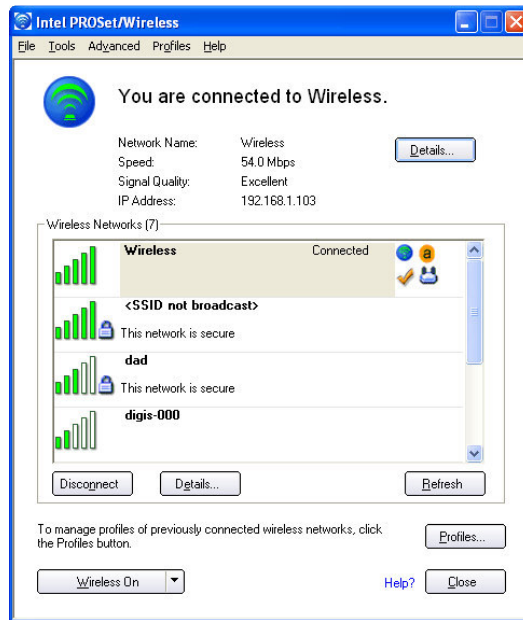 Intel PROSet/Wireless
File Tools Advanced Profiles Help
You are connected to Wireless.
Network Name: Wireless
Details...
Speed: 54.0 Mbps
Signal Quality: Excellent
IP Address: 192.168.1.103
Wireless Networks (7)
Wireless Connected
a
<SSID not broadcast>
This network is secure
dad
This network is secure
digis-000
Disconnect Details... Refresh
To manage profiles of previously connected wireless networks, click
the Profiles button.
Profiles...
Wireless On Help? Close